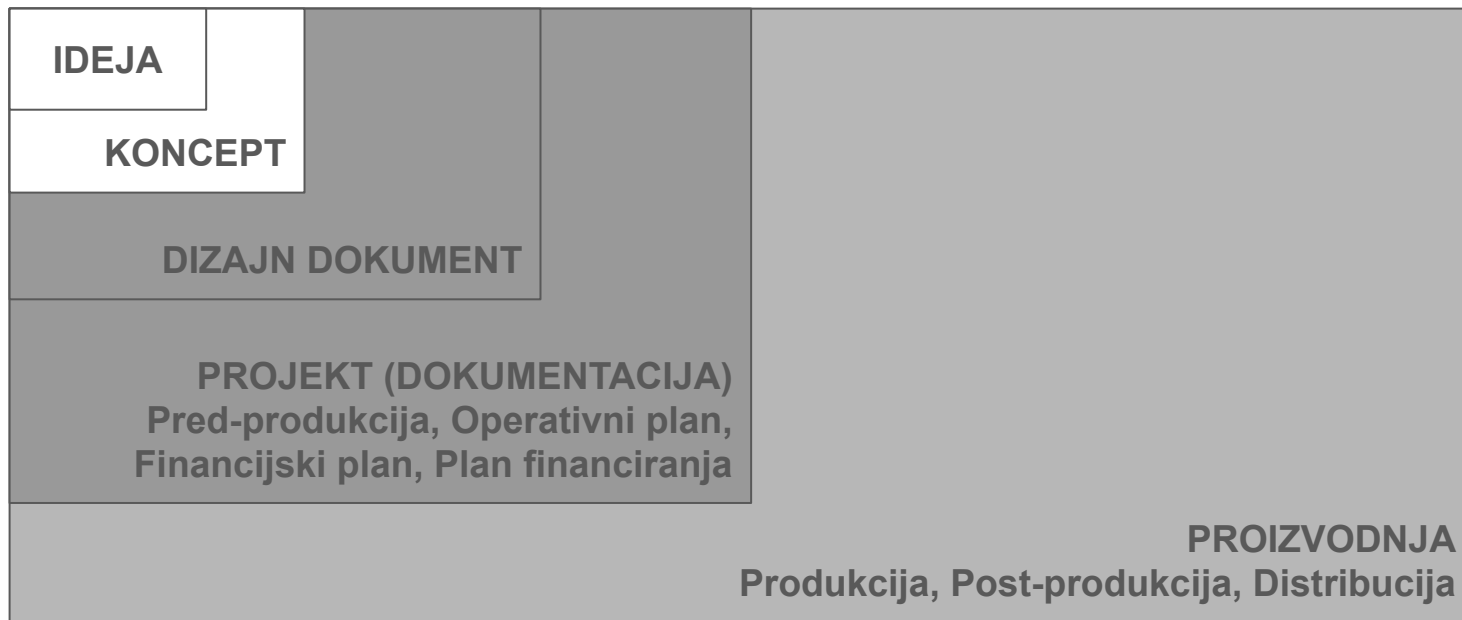 IDEJA
KONCEPT
DIZAJN DOKUMENT
PROJEKT (DOKUMENTACIJA)
Pred-produkcija, Operativni plan,
Financijski plan, Plan financiranja
PROIZVODNJA
Produkcija, Post-produkcija, Distribucija